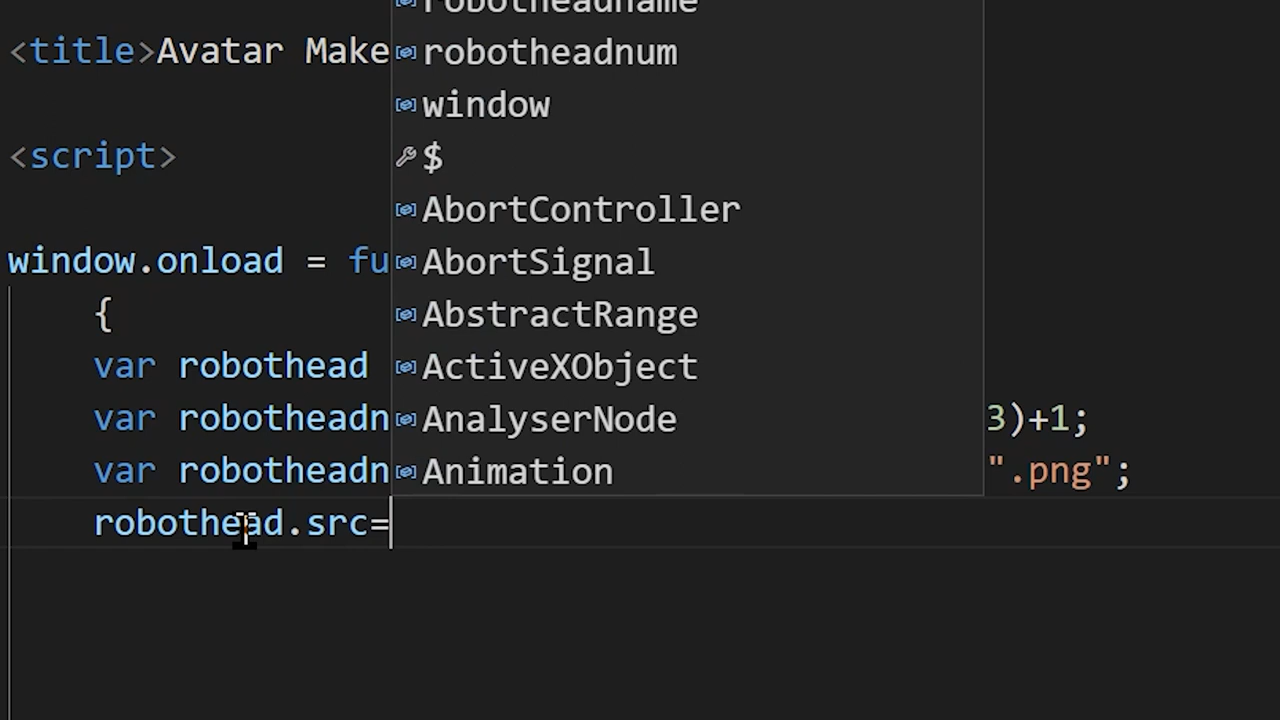 robotheadname
<title>Avatar Make
robotheadnum
window
<script>
$
AbortController
window.onload = fu
AbortSignal
{
AbstractRange
var robothead
ActiveXObject
var robotheadn
AnalyserNode
3)+1;
var robotheadn
Animation
".png";
robothead.src=